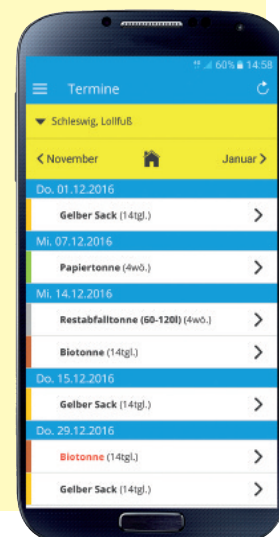 60% 14:58
Termine
Schleswig, Lollfuß
November Januar
Do. 01.12.2016
Gelber Sack (14tgl.)
Mi. 07.12.2016
Papiertonne (4wö.)
Mi. 14.12.2016
Restabfalltonne (60-120l) (4wö.)
Biotonne (14tgl.)
Do. 15.12.2016
Gelber Sack (14tgl.)
Do. 29.12.2016
Biotonne (14tgl.)
Gelber Sack (14tgl.)